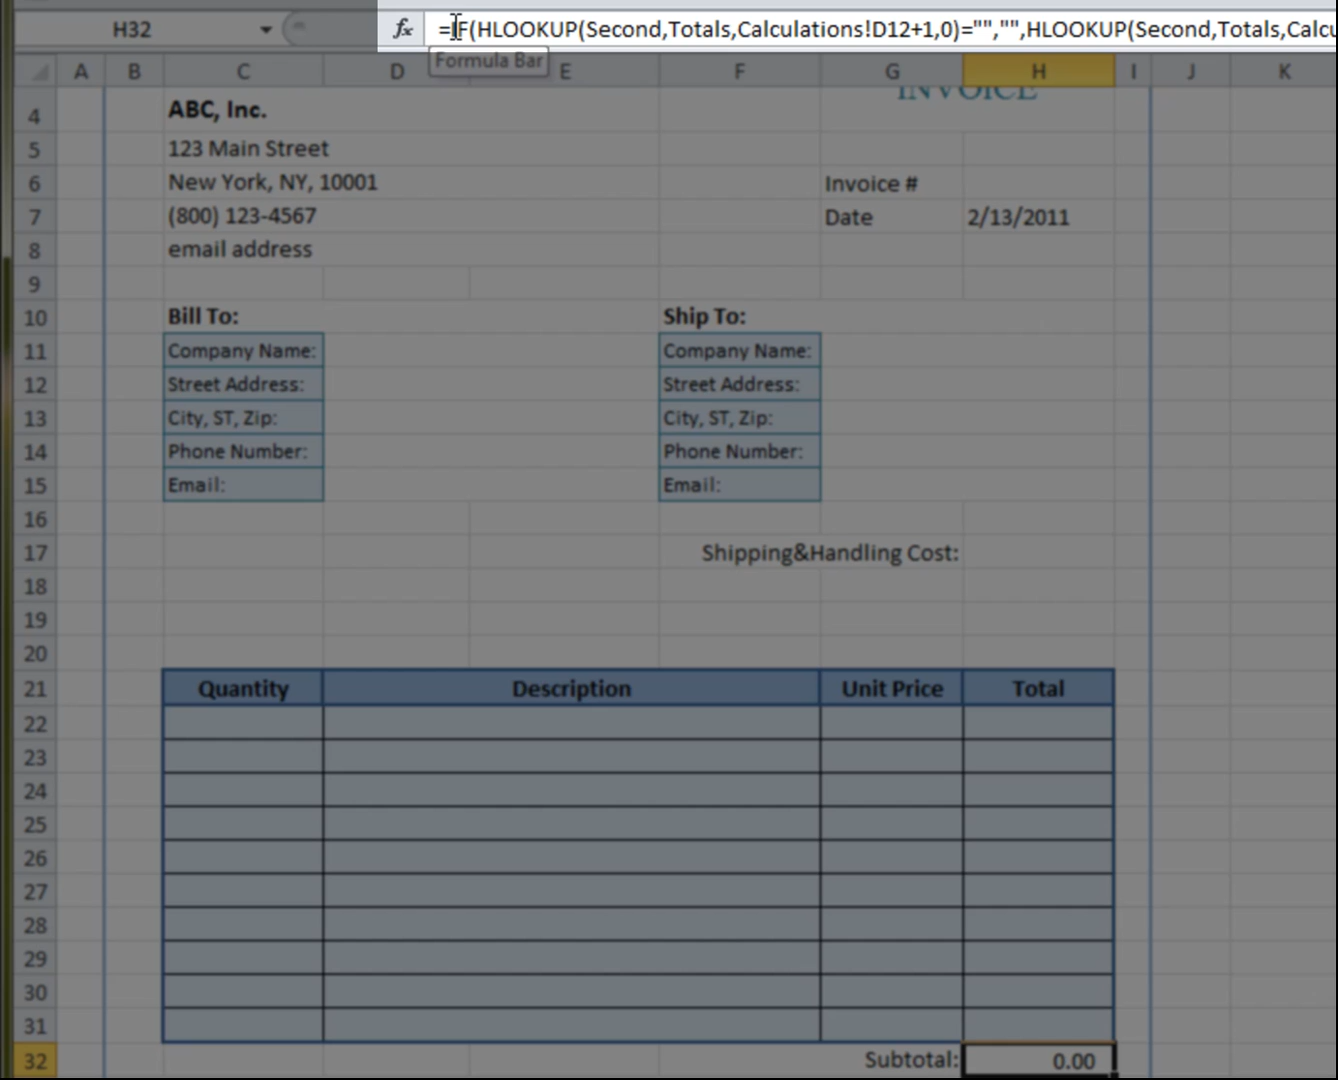 H32 fx =IF(HLOOKUP(Second,Totals,Calculations!D12+1,0)="","",HLOOKUP(Second,Totals,Calcu
Formula Bar
A B C D E F G H I J K
INVOICE
4 ABC, Inc.
5 123 Main Street
6 New York, NY, 10001 Invoice #
7 (800) 123-4567 Date 2/13/2011
8 email address
9
10 Bill To: Ship To:
11 Company Name: Company Name:
12 Street Address: Street Address:
13 City, ST, Zip: City, ST, Zip:
14 Phone Number: Phone Number:
15 Email: Email:
16
17 Shipping&Handling Cost:
18
19
20
21 Quantity Description Unit Price Total
22
23
24
25
26
27
28
29
30
31
32 Subtotal: 0.00